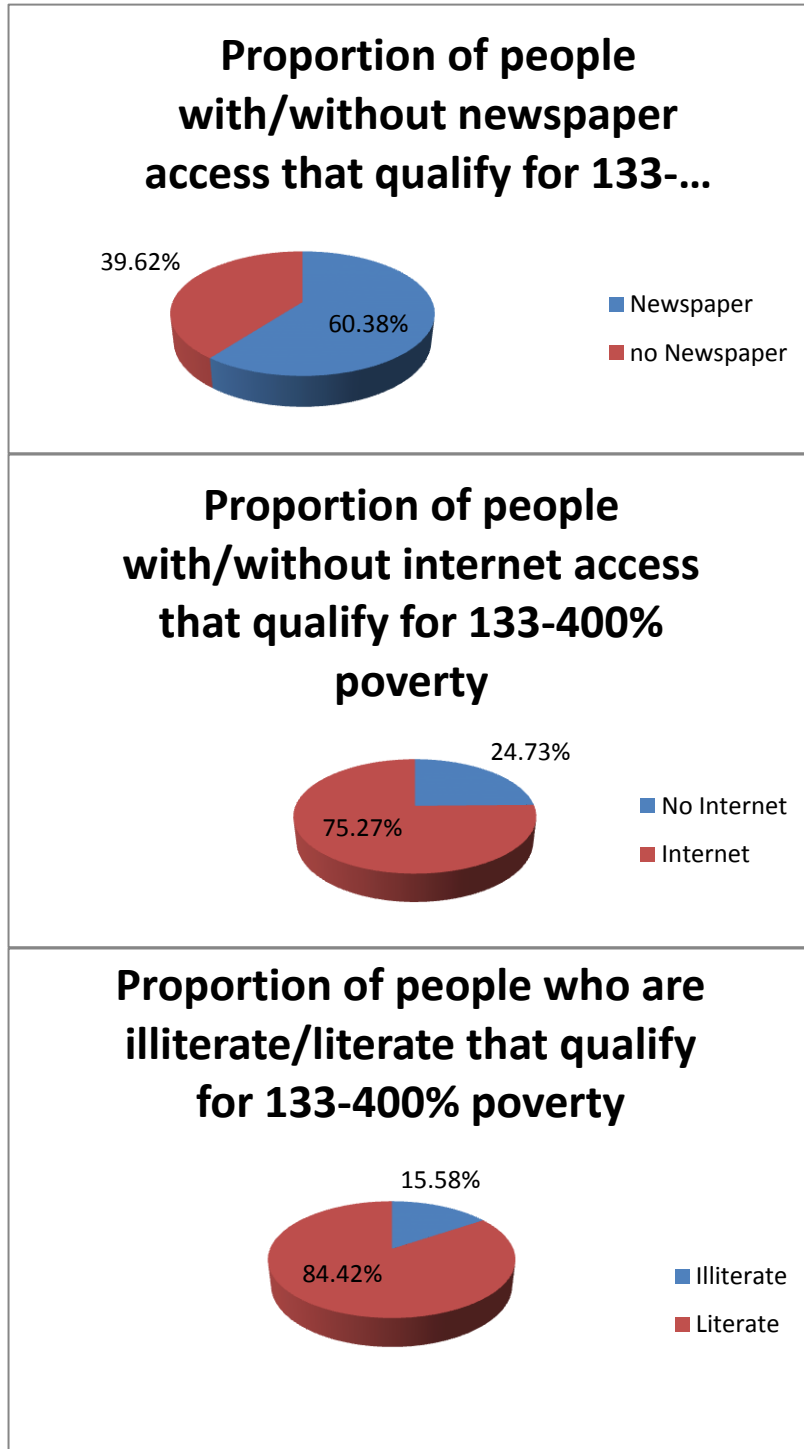 Proportion of people
with/without newspaper
access that qualify for 133-...
39.62%
60.38%
Newspaper
no Newspaper
Proportion of people
with/without internet access
that qualify for 133-400%
poverty
24.73%
75.27%
No Internet
Internet
Proportion of people who are
illiterate/literate that qualify
for 133-400% poverty
15.58%
84.42%
Illiterate
Literate